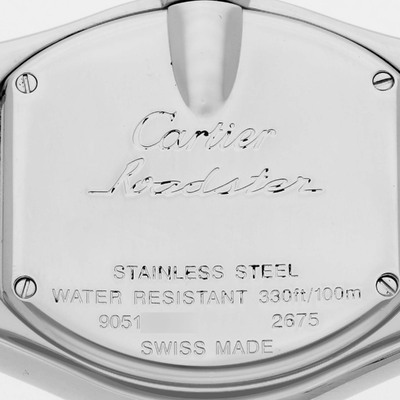 Cartier
Roadster
STAINLESS STEEL
WATER RESISTANT 330ft/100m
9051 2675
SWISS MADE